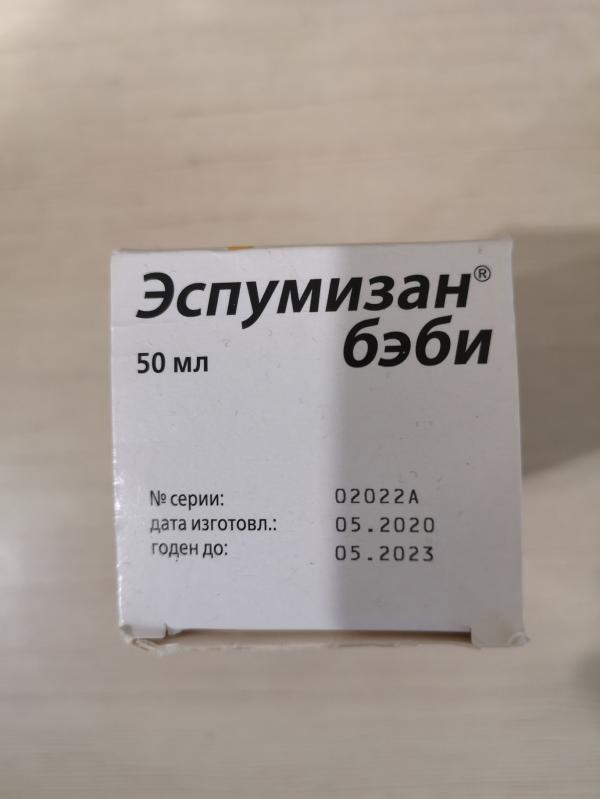 Эспумизан®
бэби
50 мл
№ серии: 02022A
дата изготовл.: 05.2020
годен до: 05.2023